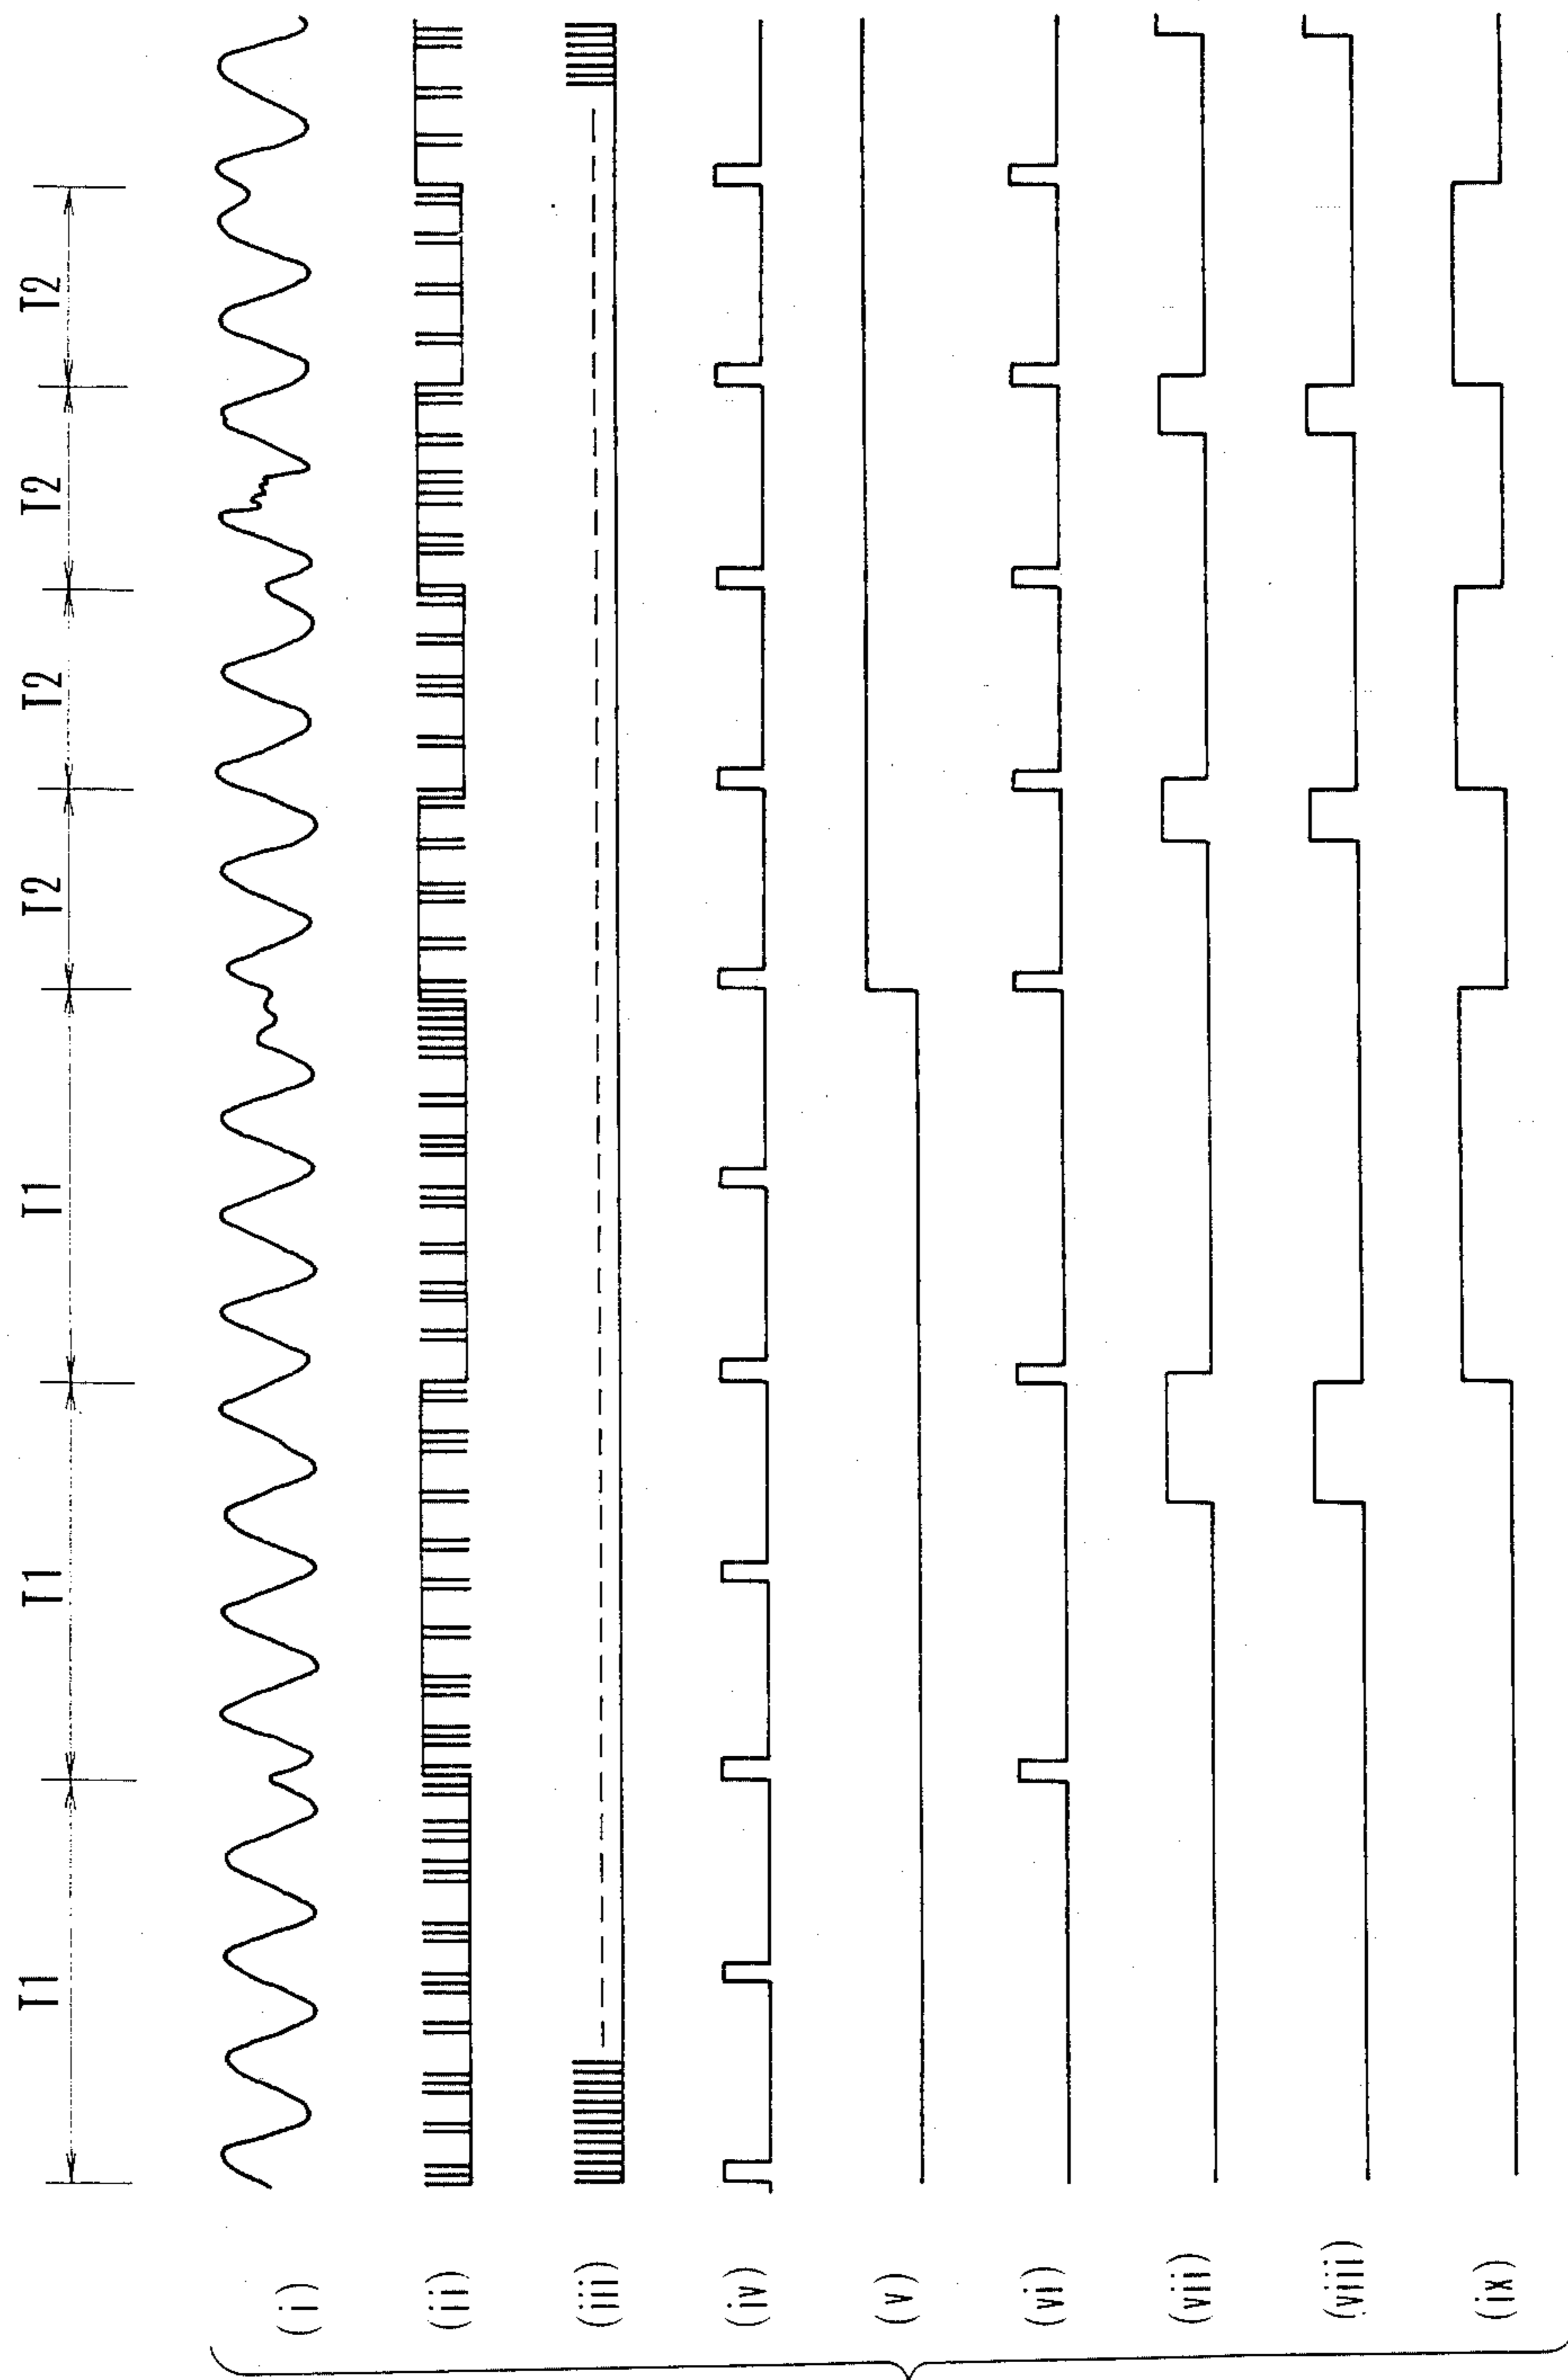 T1 T1 T1 T2 T2 T2 T2
(i)
(ii)
(iii)
(iv)
(v)
(vi)
(vii)
(viii)
(ix)